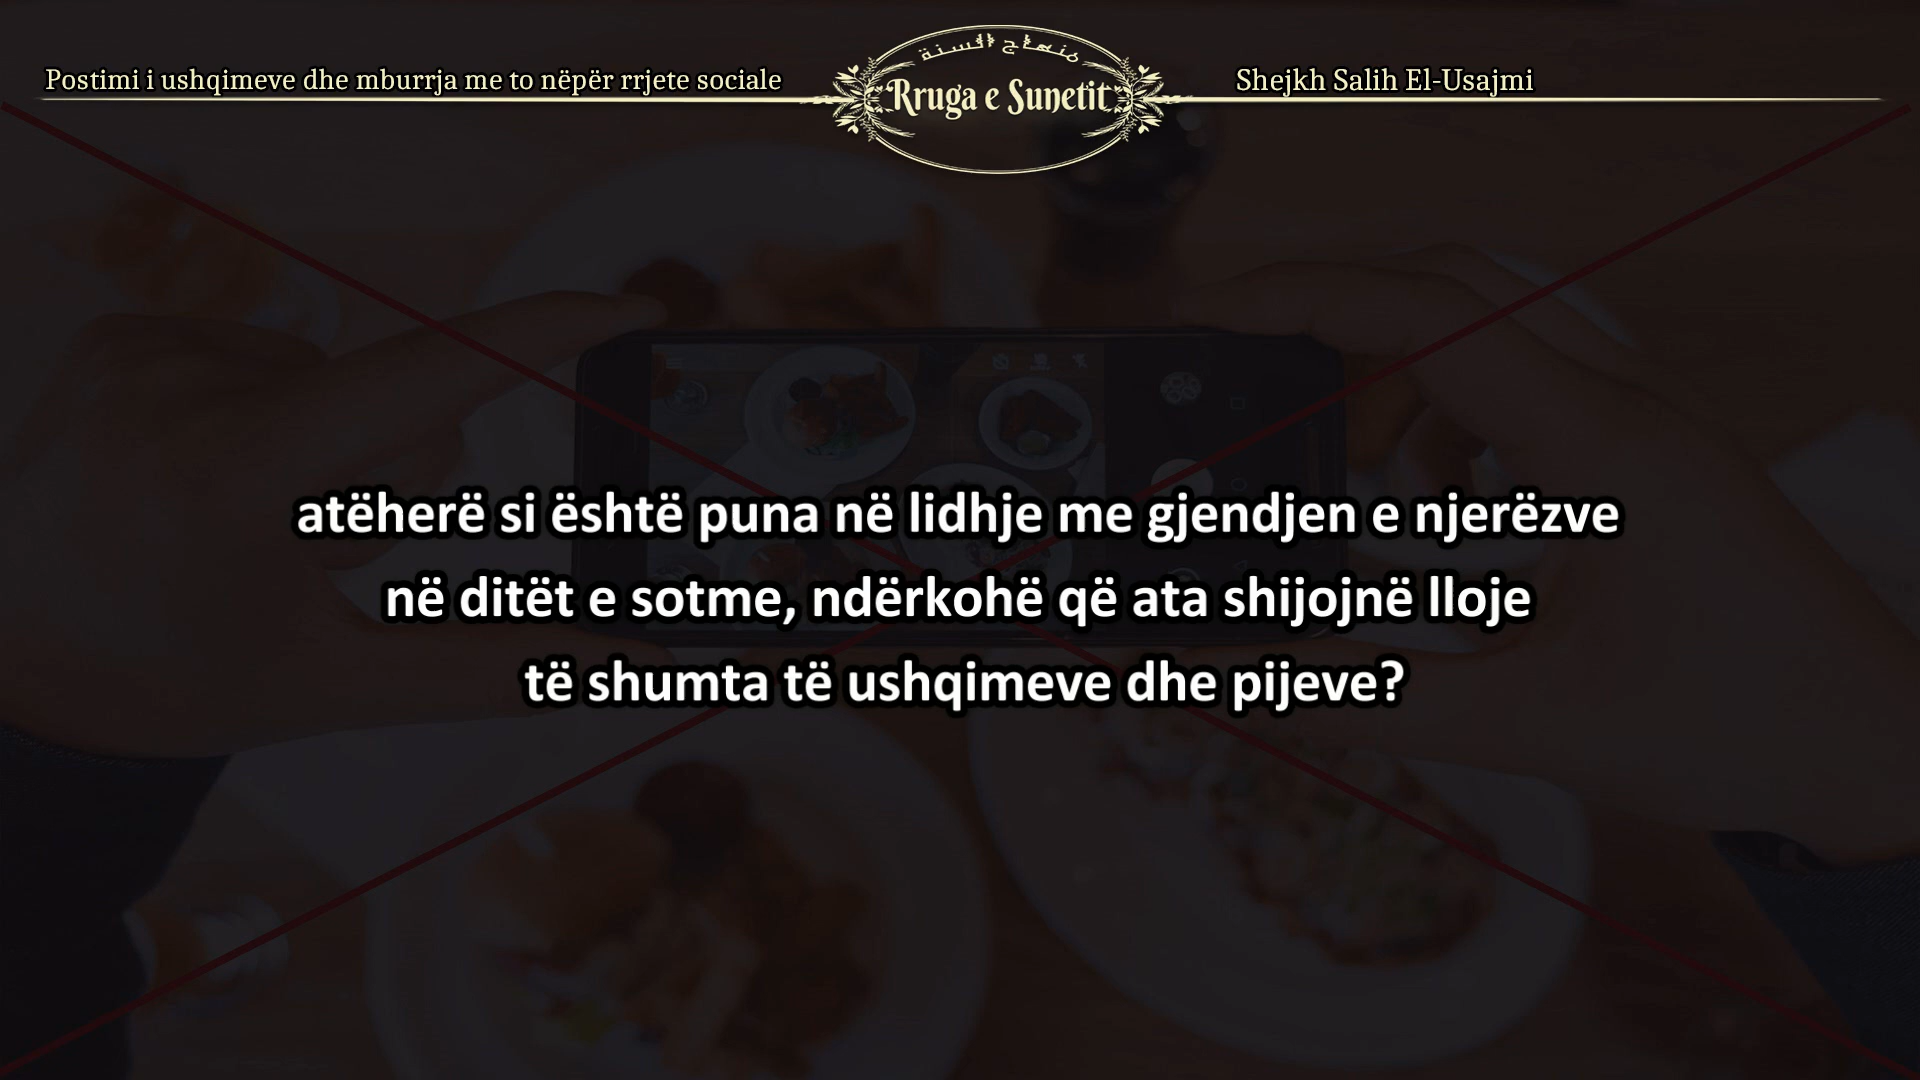 Postimi i ushqimeve dhe mburrja me to nëpër rrjete sociale
منهاج السنة
Rruga e Sunetit
Shejkh Salih El-Usajmi
atëherë si është puna në lidhje me gjendjen e njerëzve
në ditët e sotme, ndërkohë që ata shijojnë lloje
të shumta të ushqimeve dhe pijeve?